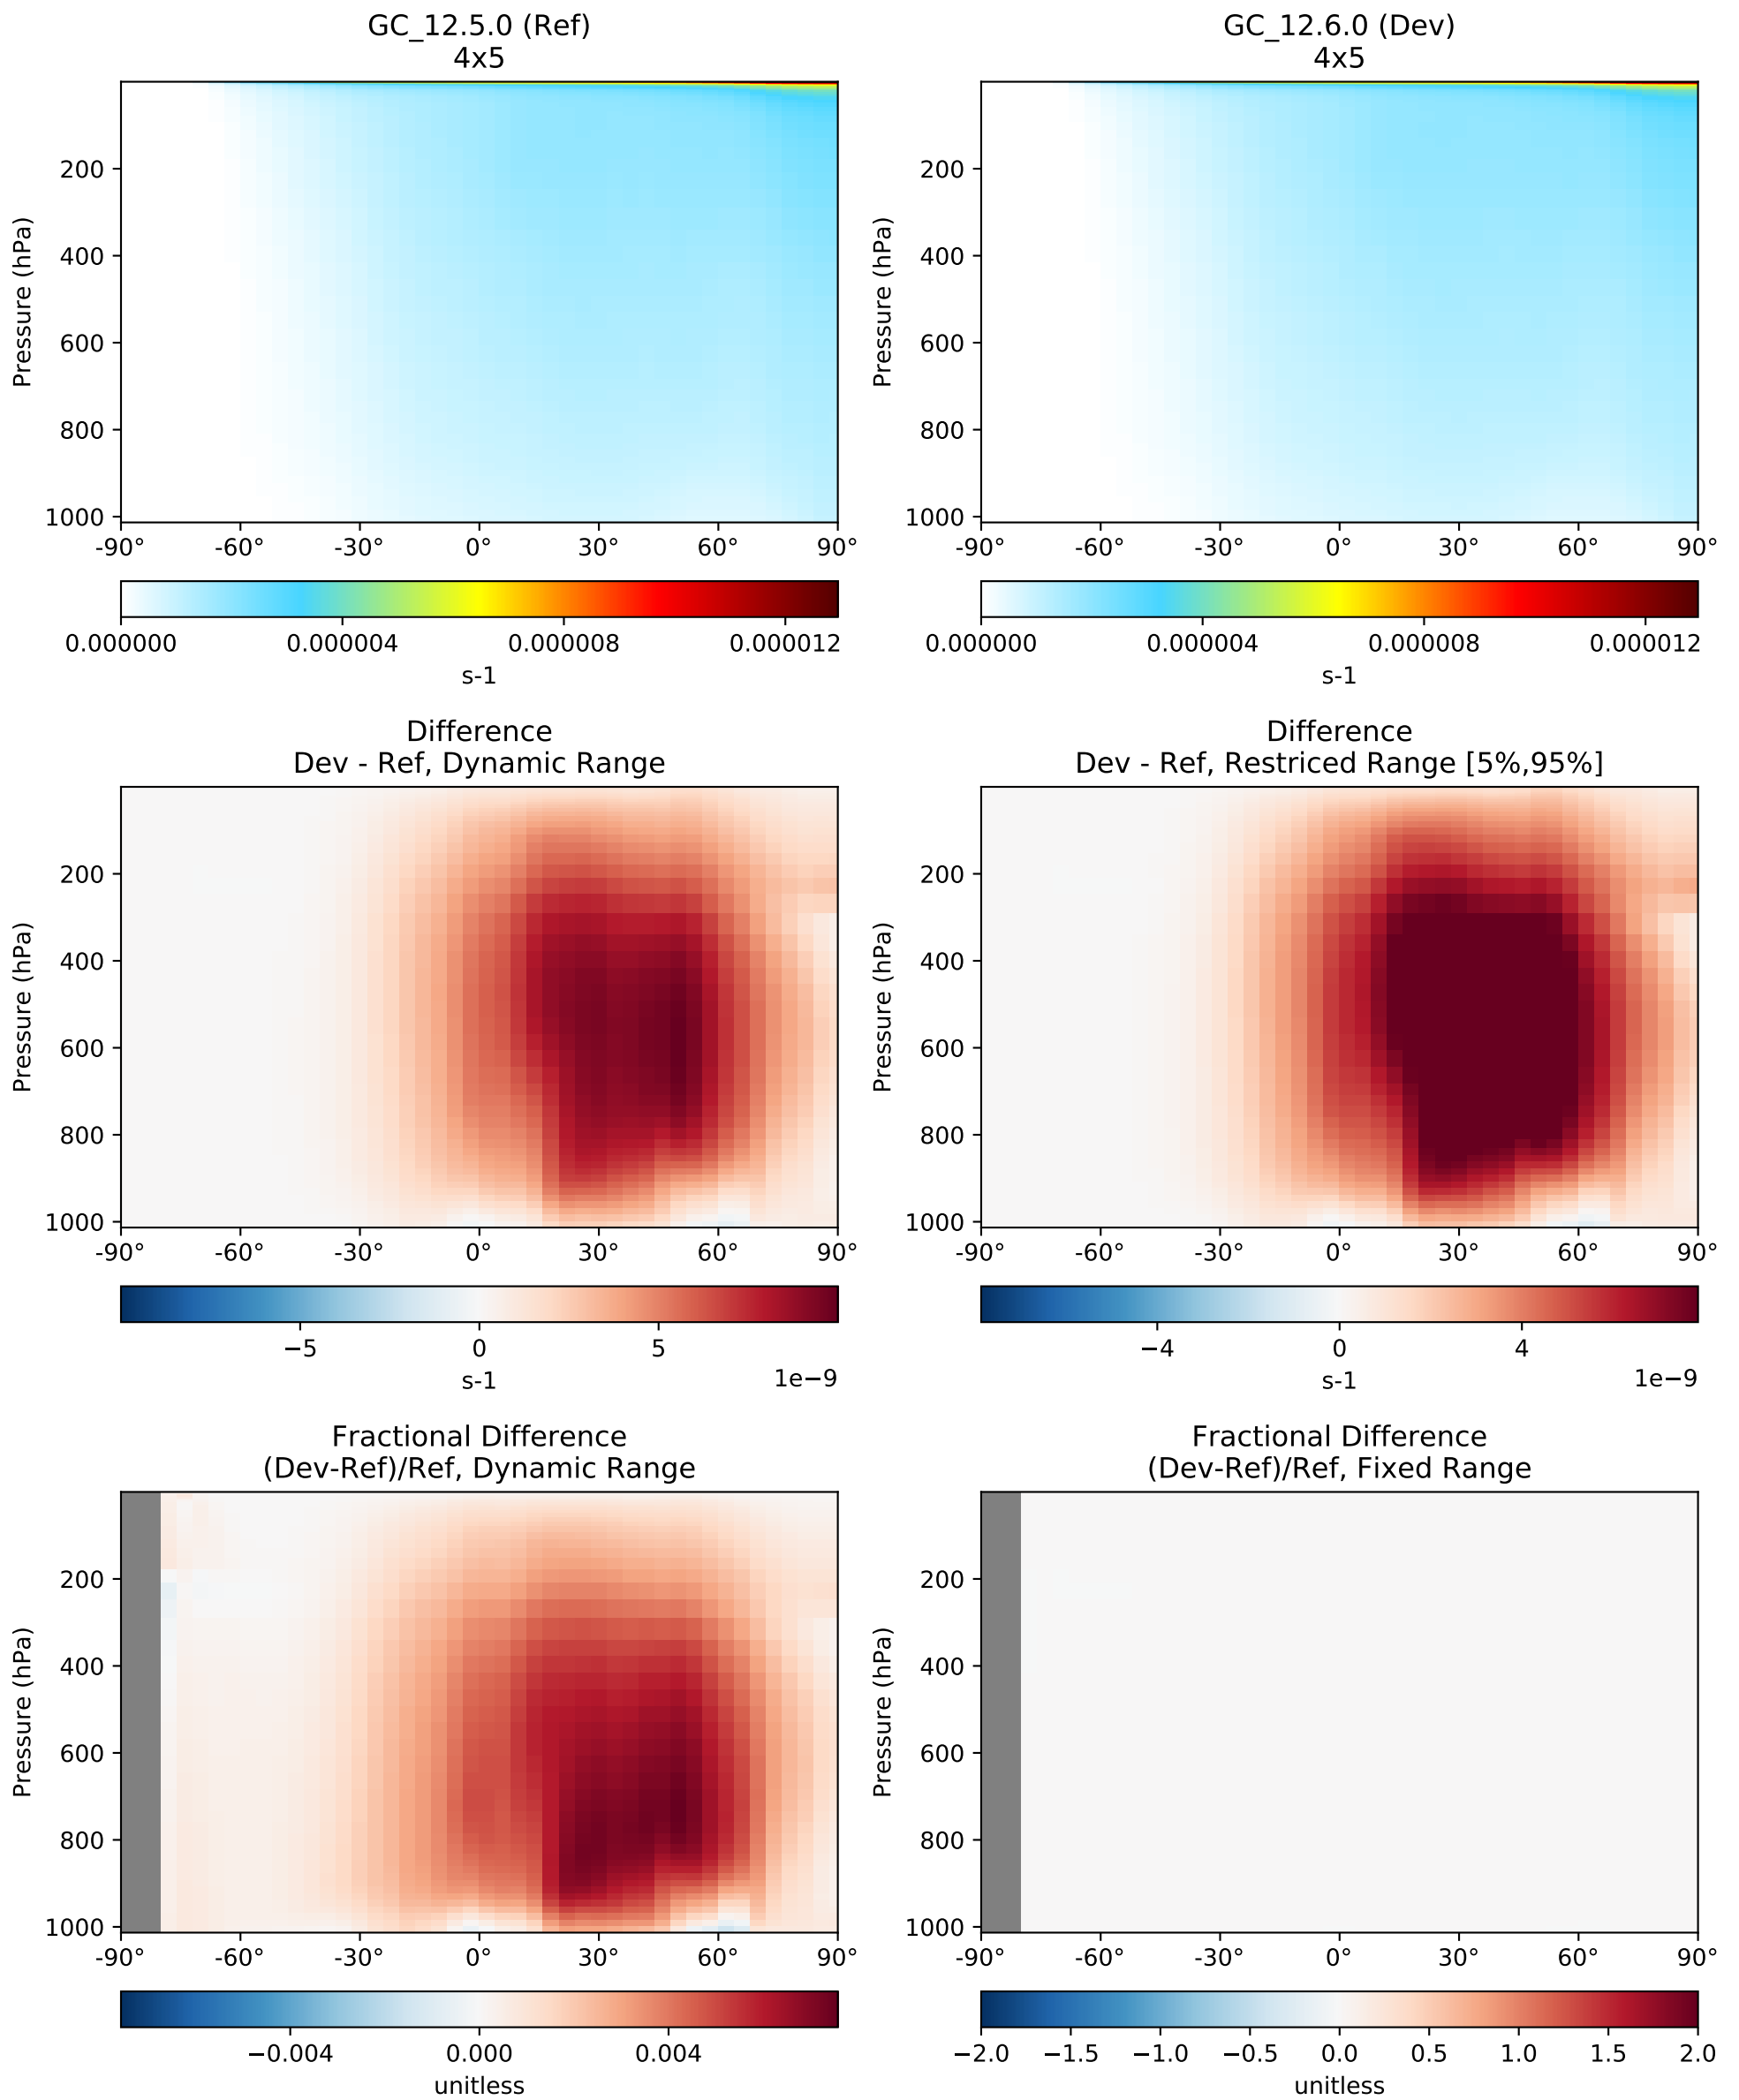 GC_12.5.0 (Ref)
4x5
GC_12.6.0 (Dev)
4x5
Pressure (hPa)
200
400
600
800
1000
-90° -60° -30° 0° 30° 60° 90°
0.000000 0.000004 0.000008 0.000012
s-1
Pressure (hPa)
200
400
600
800
1000
-90° -60° -30° 0° 30° 60° 90°
0.000000 0.000004 0.000008 0.000012
s-1
Difference
Dev - Ref, Dynamic Range
Pressure (hPa)
200
400
600
800
1000
-90° -60° -30° 0° 30° 60° 90°
−5 0 5
s-1
1e−9
Difference
Dev - Ref, Restriced Range [5%,95%]
Pressure (hPa)
200
400
600
800
1000
-90° -60° -30° 0° 30° 60° 90°
−4 0 4
s-1
1e−9
Fractional Difference
(Dev-Ref)/Ref, Dynamic Range
Pressure (hPa)
200
400
600
800
1000
-90° -60° -30° 0° 30° 60° 90°
−0.004 0.000 0.004
unitless
Fractional Difference
(Dev-Ref)/Ref, Fixed Range
Pressure (hPa)
200
400
600
800
1000
-90° -60° -30° 0° 30° 60° 90°
−2.0 −1.5 −1.0 −0.5 0.0 0.5 1.0 1.5 2.0
unitless